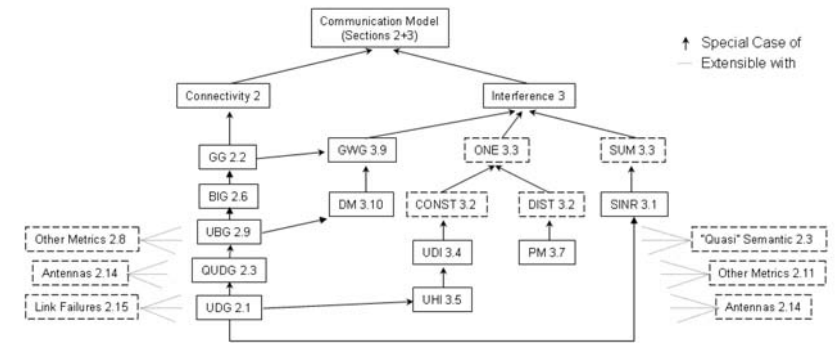 Communication Model
(Sections 2+3)
Special Case of
Extensible with
Connectivity 2
Interference 3
GG 2.2
GWG 3.9
ONE 3.3
SUM 3.3
BIG 2.6
DM 3.10
CONST 3.2
DIST 3.2
SINR 3.1
Other Metrics 2.8
UBG 2.9
"Quasi" Semantic 2.3
UDI 3.4
PM 3.7
Antennas 2.14
QUDG 2.3
Other Metrics 2.11
Link Failures 2.15
UDG 2.1
UHI 3.5
Antennas 2.14